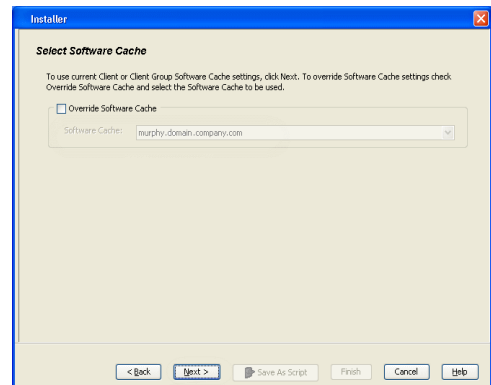 Installer
Select Software Cache
To use current Client or Client Group Software Cache settings, click Next. To override Software Cache settings check
Override Software Cache and select the Software Cache to be used.
Override Software Cache
Software Cache:
murphy.domain.company.com
< Back
Next >
Save As Script
Finish
Cancel
Help